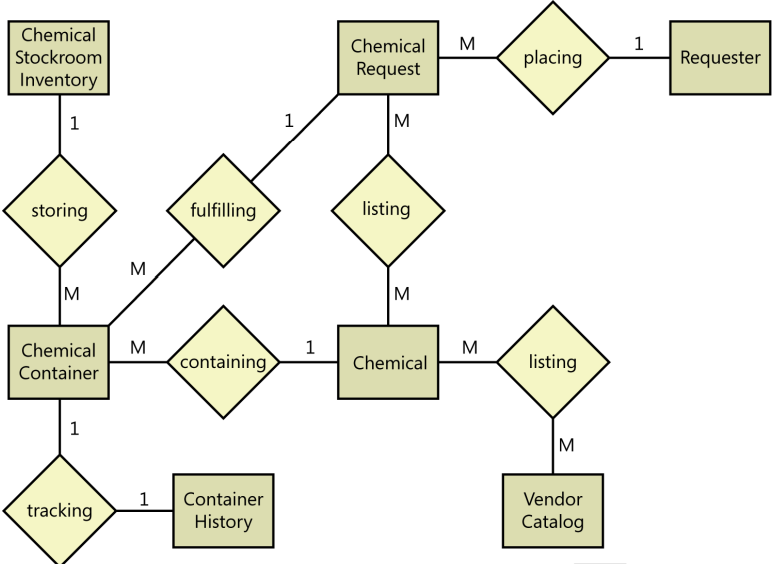 Chemical
Stockroom
Inventory
Chemical
Request
M
placing
1
Requester
1
1
M
storing
fulfilling
listing
M
M
M
Chemical
Container
M
containing
1
Chemical
M
listing
1
M
tracking
1
Container
History
Vendor
Catalog